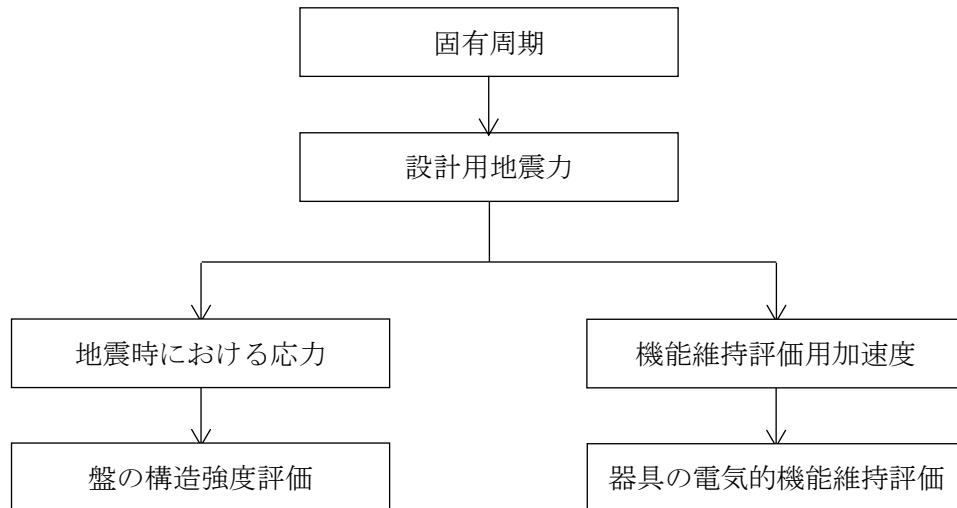 固有周期
設計用地震力
地震時における応力
機能維持評価用加速度
盤の構造強度評価
器具の電気的機能維持評価